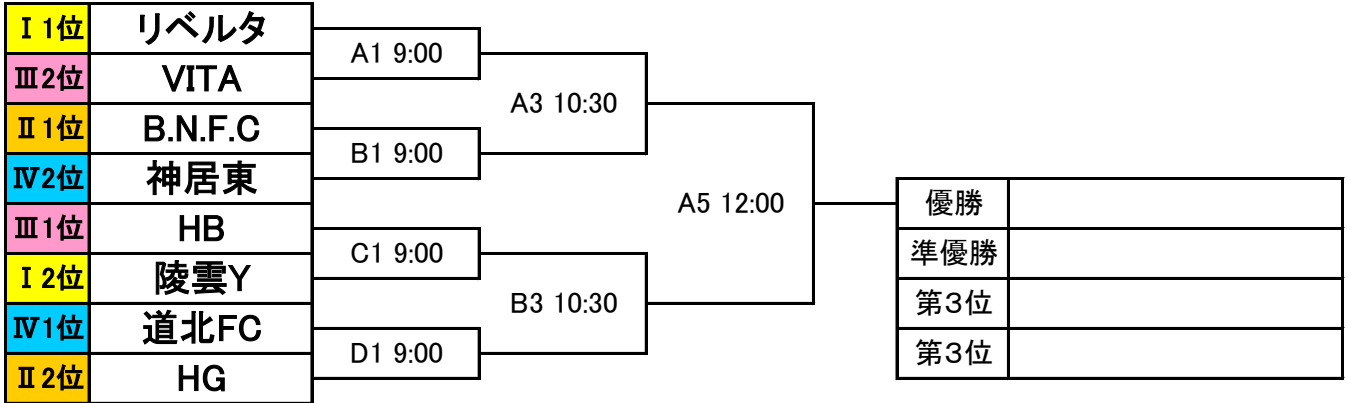 Ⅰ1位 リベルタ
A1 9:00
Ⅲ2位 VITA
A3 10:30
Ⅱ1位 B.N.F.C
B1 9:00
Ⅳ2位 神居東
A5 12:00
優勝
Ⅲ1位 HB
C1 9:00
準優勝
Ⅰ2位 陵雲Y
B3 10:30
第3位
Ⅳ1位 道北FC
D1 9:00
第3位
Ⅱ2位 HG